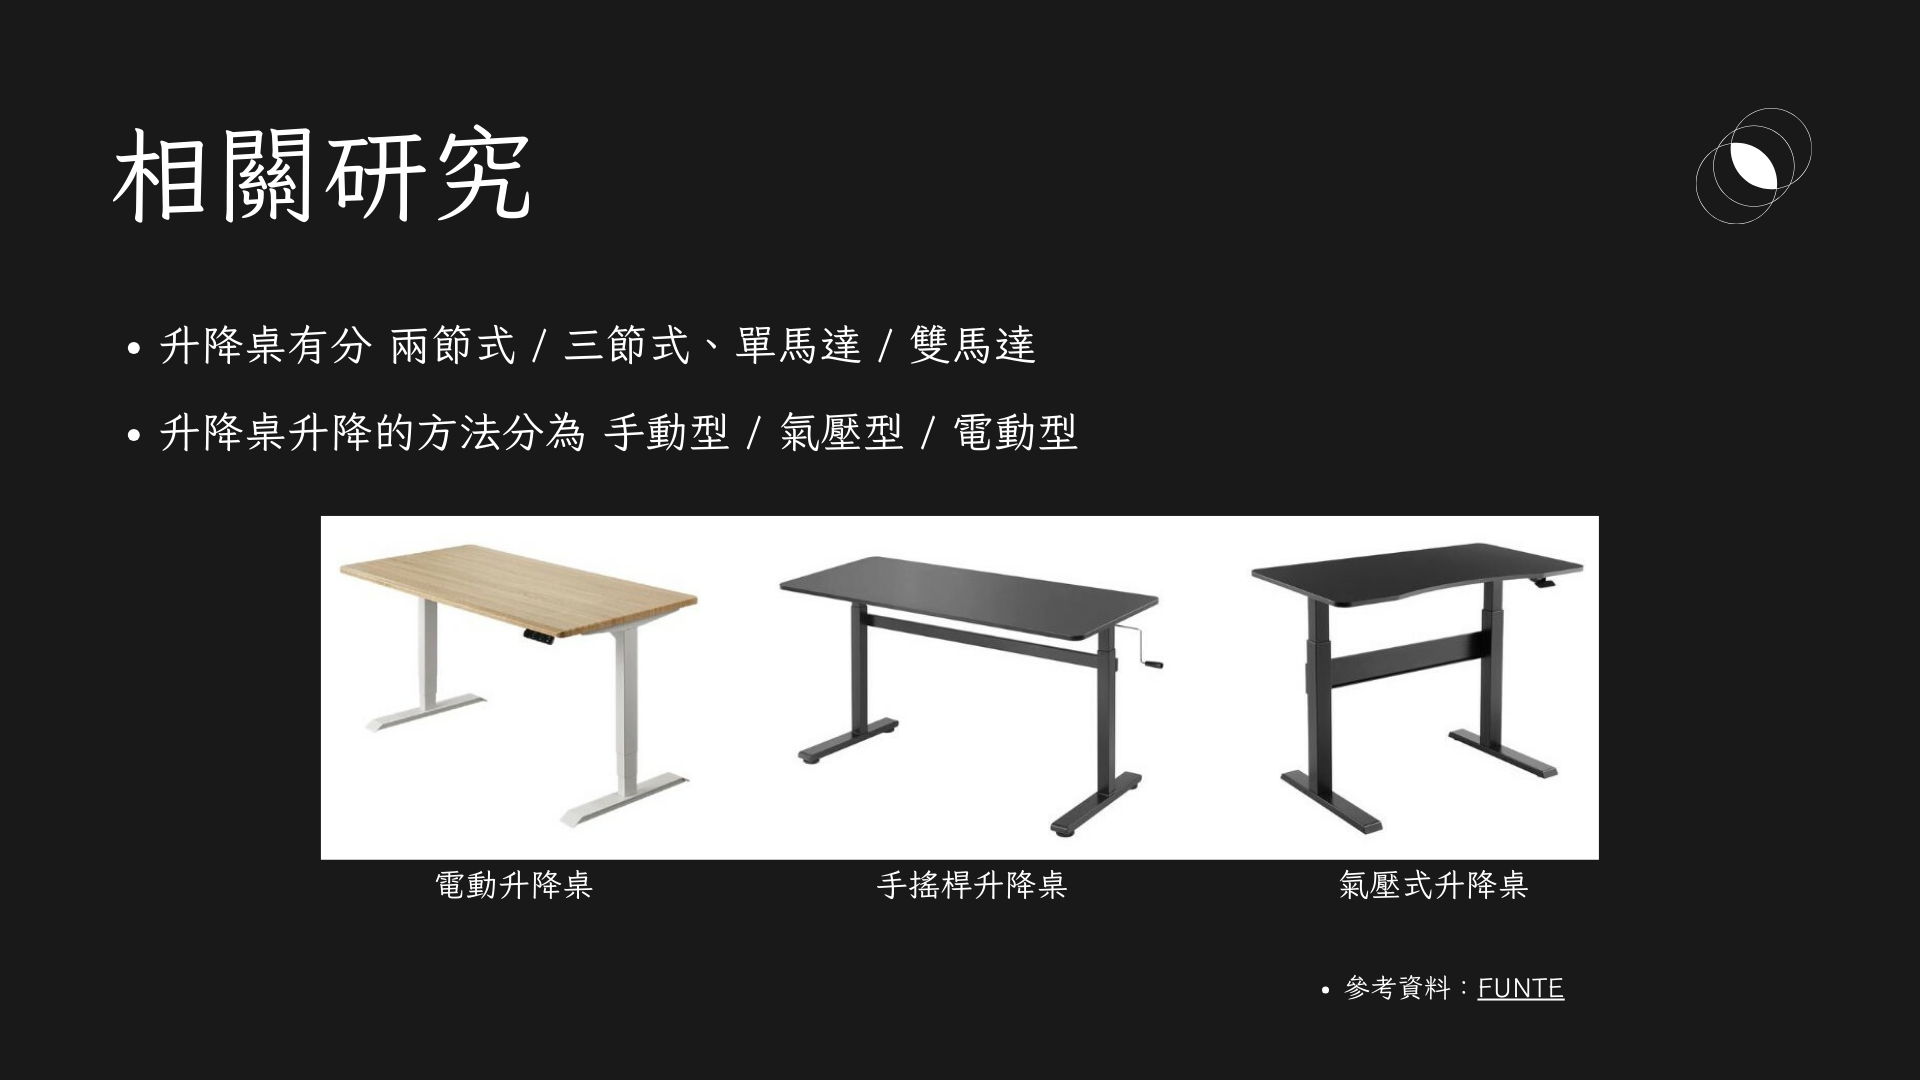 相關研究
• 升降桌有分 兩節式 / 三節式、單馬達 / 雙馬達
• 升降桌升降的方法分為 手動型 / 氣壓型 / 電動型
電動升降桌
手搖桿升降桌
氣壓式升降桌
• 參考資料：FUNTE